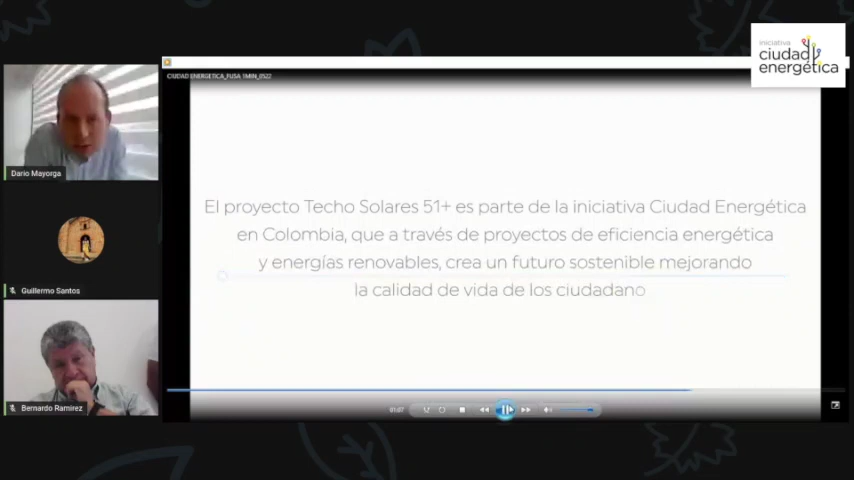 iniciativa
ciudad
energética
CIUDAD ENERGETICA_FUSA 1MIN_0522
Dario Mayorga
El proyecto Techo Solares 51+ es parte de la iniciativa Ciudad Energética
en Colombia, que a través de proyectos de eficiencia energética
y energías renovables, crea un futuro sostenible mejorando
la calidad de vida de los ciudadano
Guillermo Santos
Bernardo Ramirez
01:07